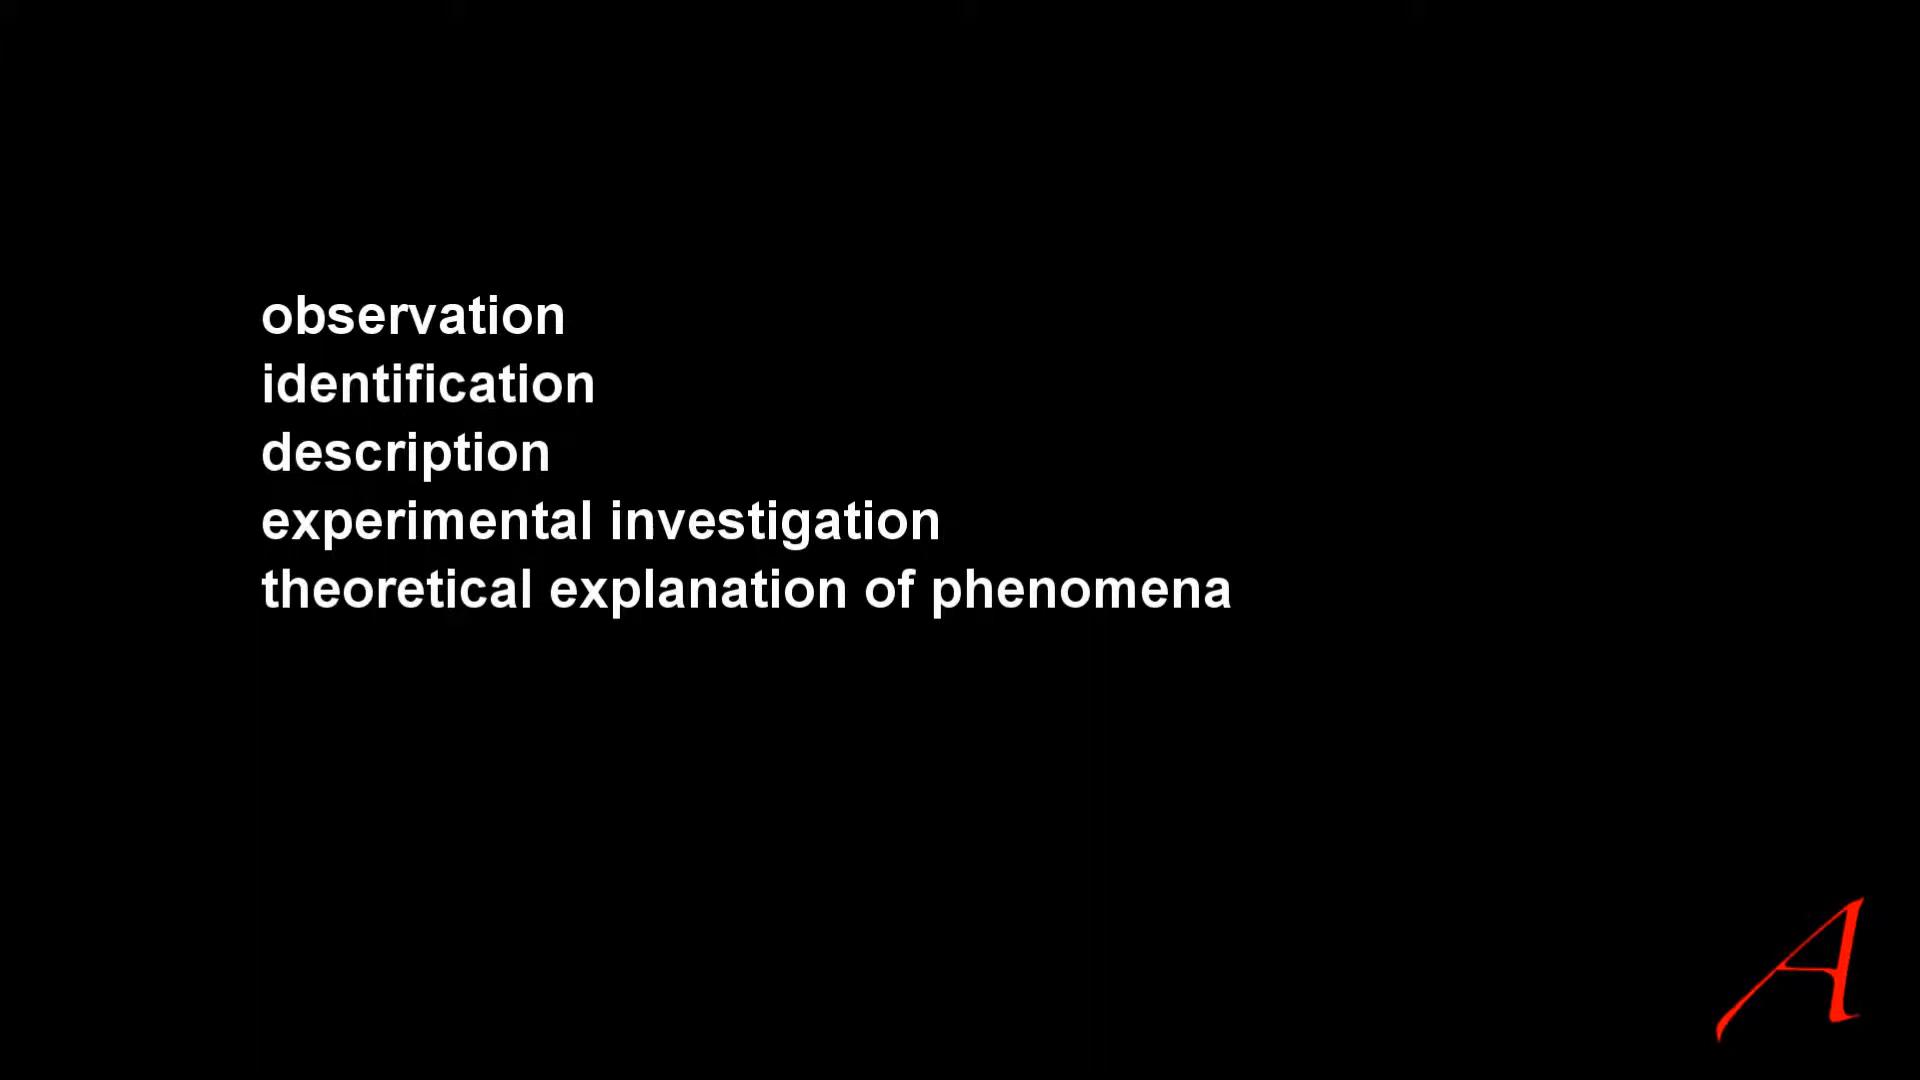 observation
identification
description
experimental investigation
theoretical explanation of phenomena
A